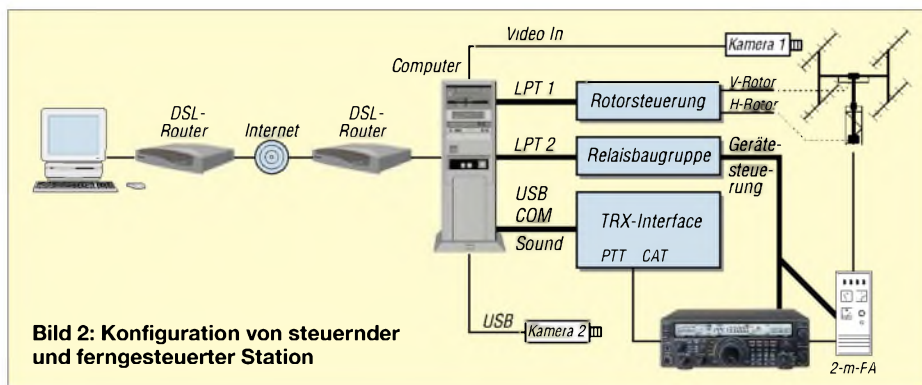 Video In
Kamera 1
Computer
DSL-
Router
Internet
DSL-
Router
LPT 1
Rotorsteuerung
V-Rotor
H-Rotor
LPT 2
Relaisbaugruppe
Geräte-
steue-
rung
USB
COM
Sound
TRX-Interface
PTT CAT
USB
Kamera 2
2-m-FA
Bild 2: Konfiguration von steuernder
und ferngesteuerter Station